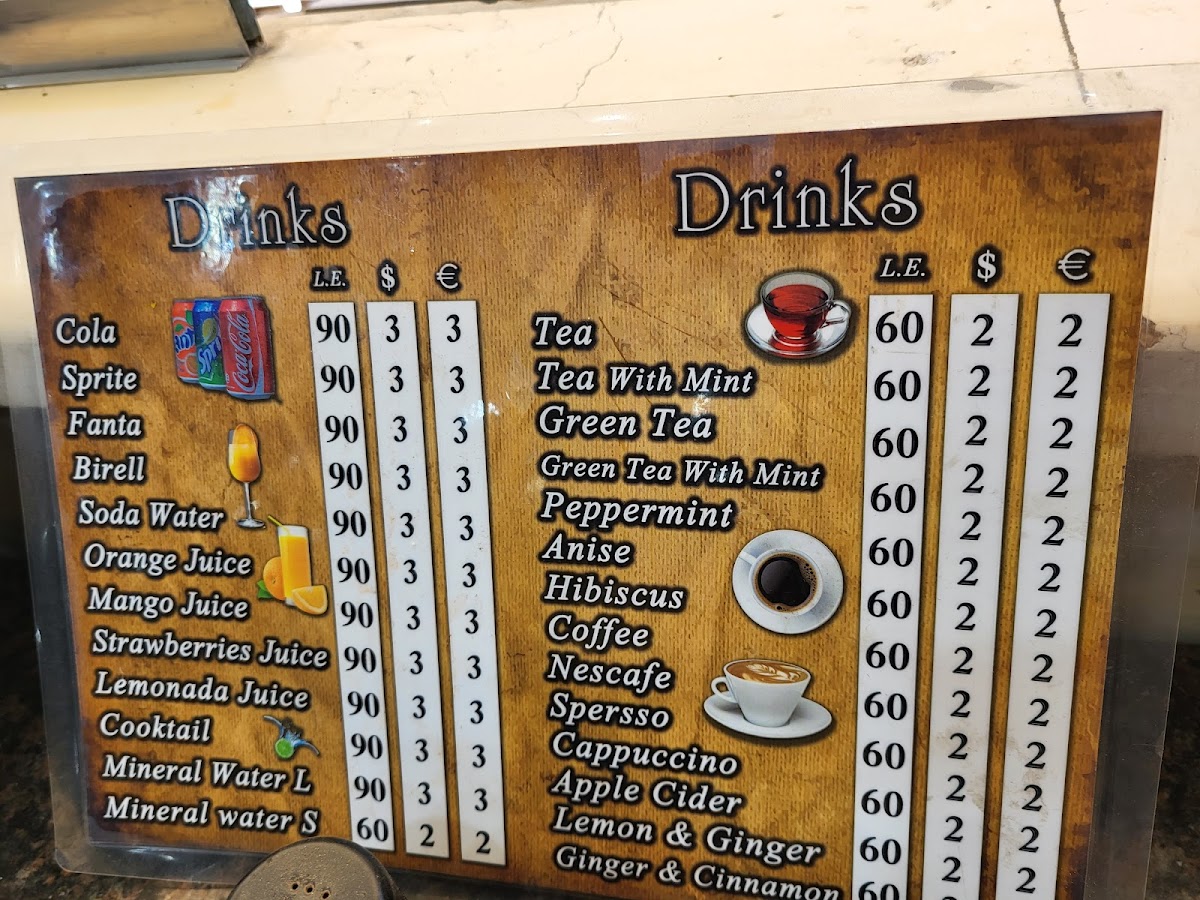 Drinks
L.E. $ €
Cola 90 3 3
Sprite 90 3 3
Fanta 90 3 3
Birell 90 3 3
Soda Water 90 3 3
Orange Juice 90 3 3
Mango Juice 90 3 3
Strawberries Juice 90 3 3
Lemonada Juice 90 3 3
Cooktail 90 3 3
Mineral Water L 90 3 3
Mineral water S 60 2 2
Coca-Cola
Drinks
L.E. $ €
Tea 60 2 2
Tea With Mint 60 2 2
Green Tea 60 2 2
Green Tea With Mint 60 2 2
Peppermint 60 2 2
Anise 60 2 2
Hibiscus 60 2 2
Coffee 60 2 2
Nescafe 60 2 2
Spersso 60 2 2
Cappuccino 60 2 2
Apple Cider 60 2 2
Lemon & Ginger 2 2
Ginger & Cinnamon